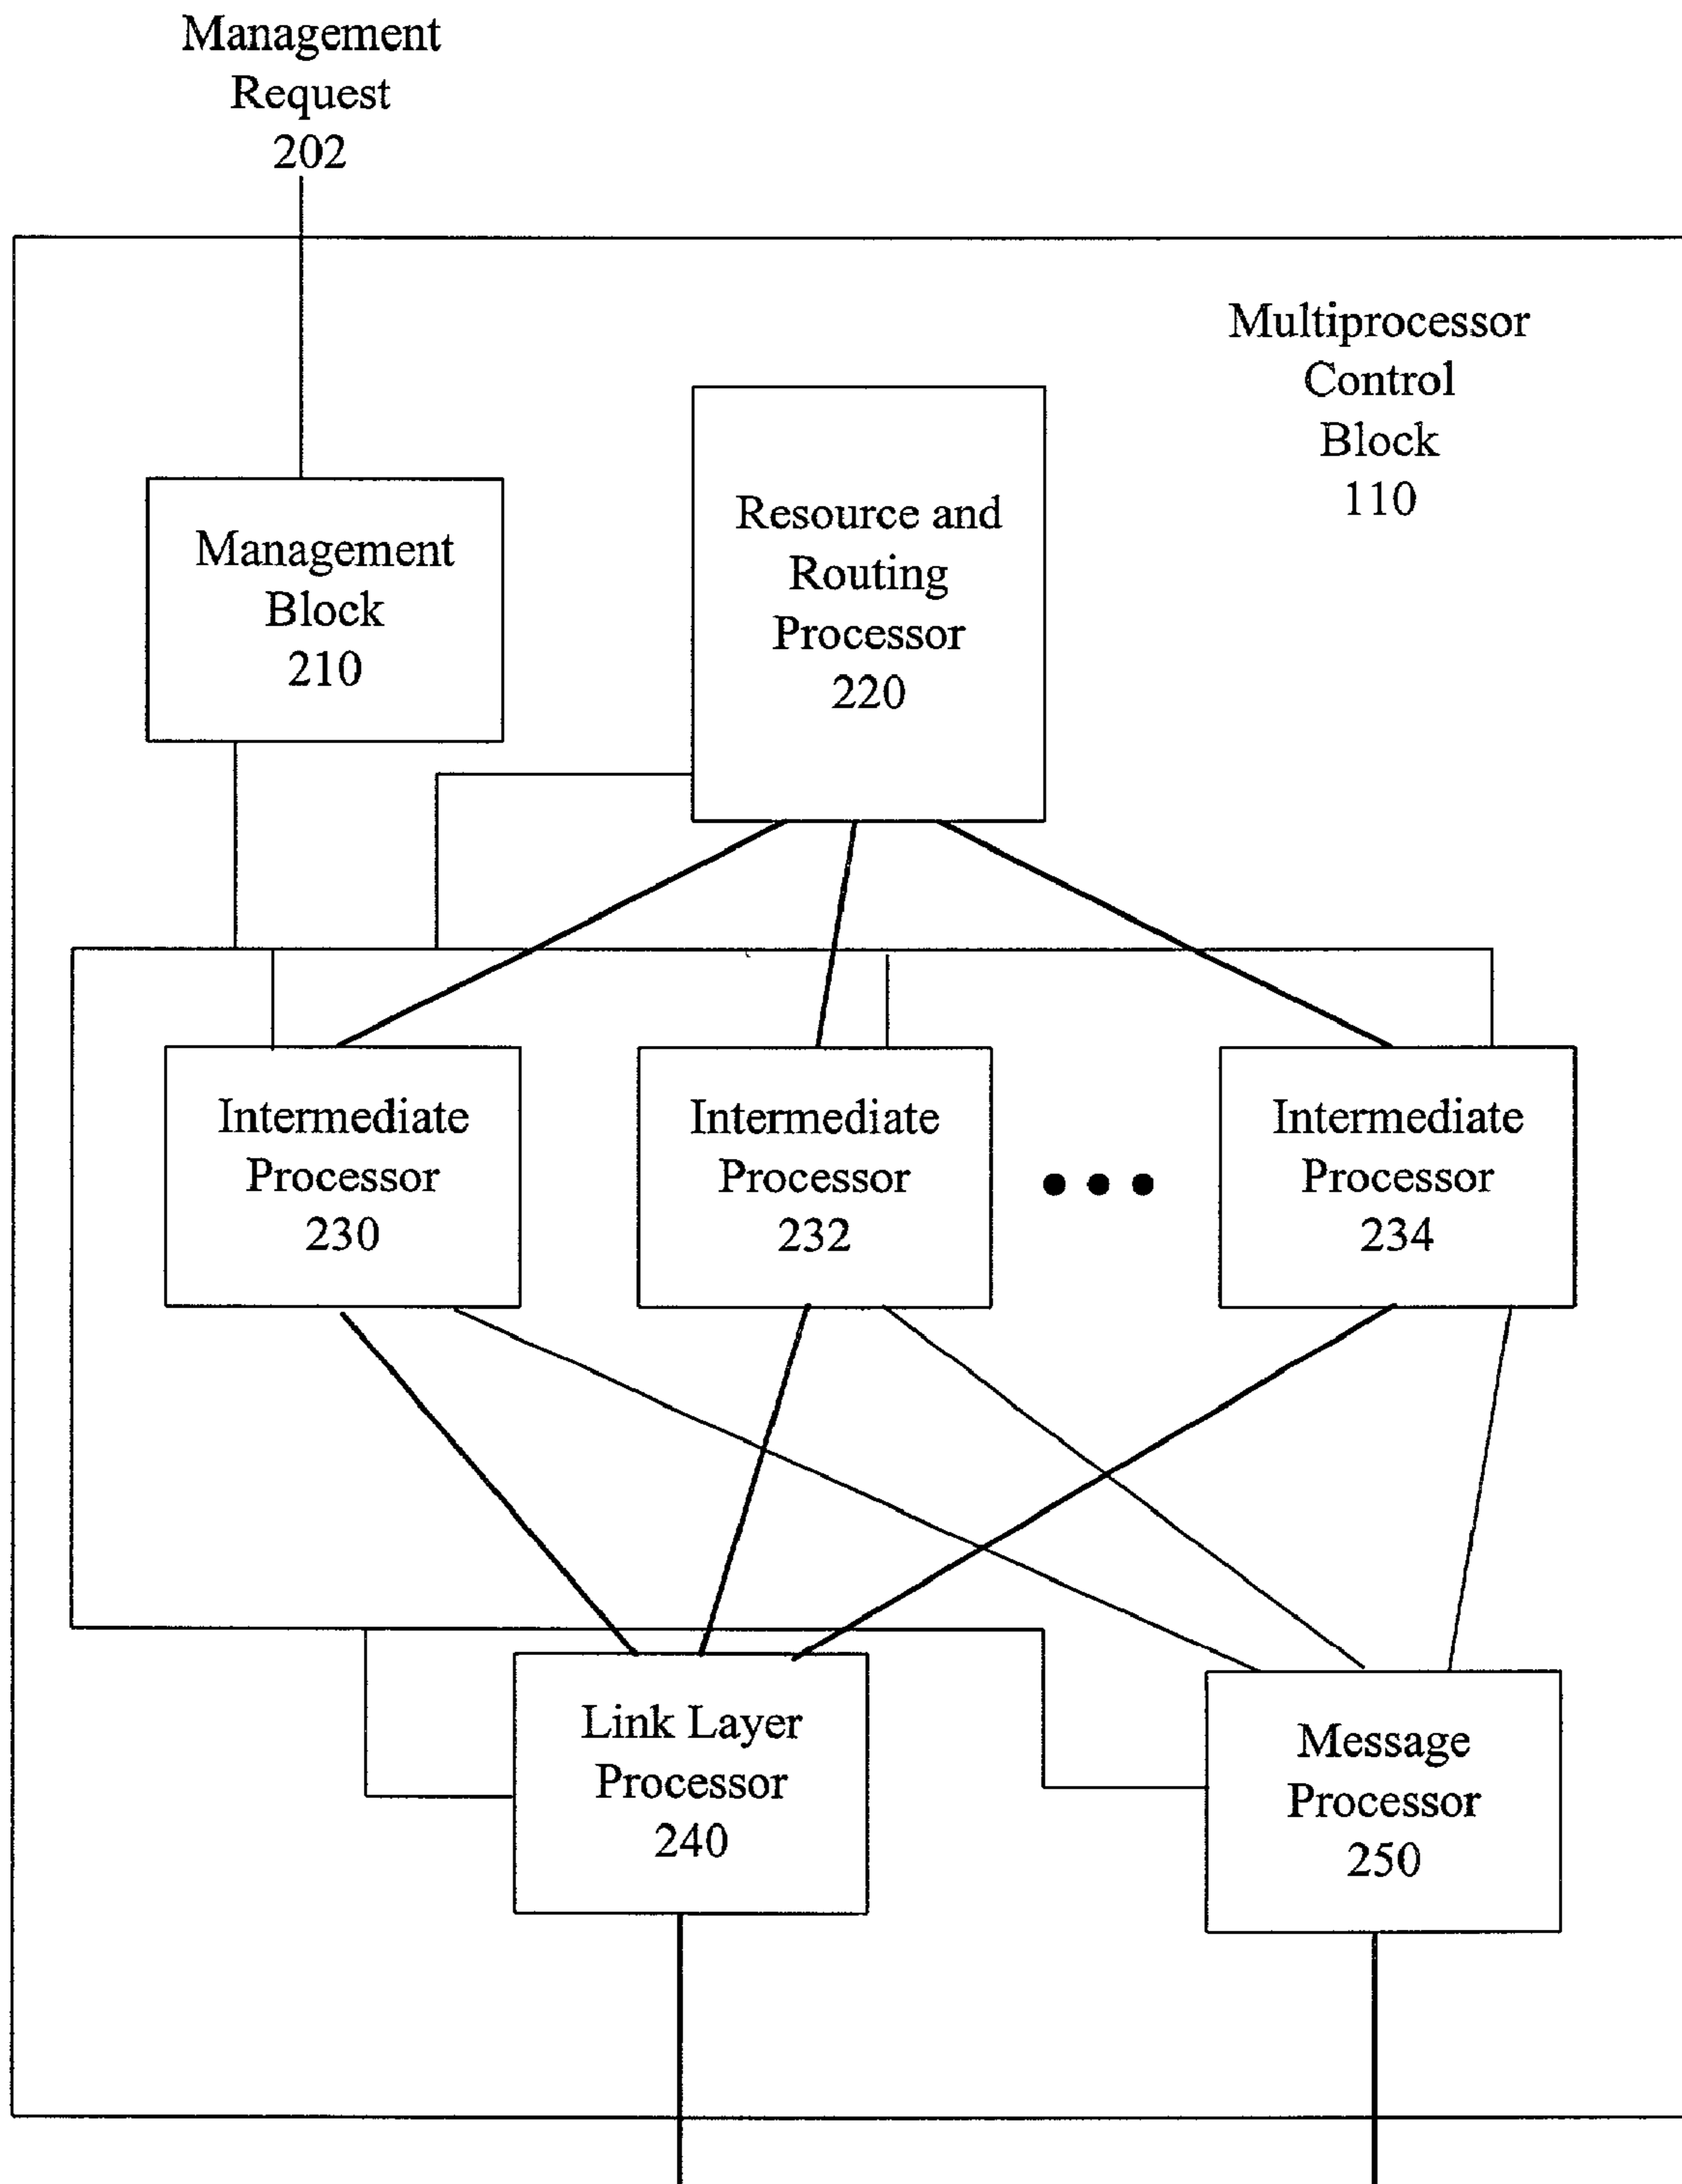 Management
Request
202
Multiprocessor
Control
Block
110
Management
Block
210
Resource and
Routing
Processor
220
Intermediate
Processor
230
Intermediate
Processor
232
Intermediate
Processor
234
Link Layer
Processor
240
Message
Processor
250